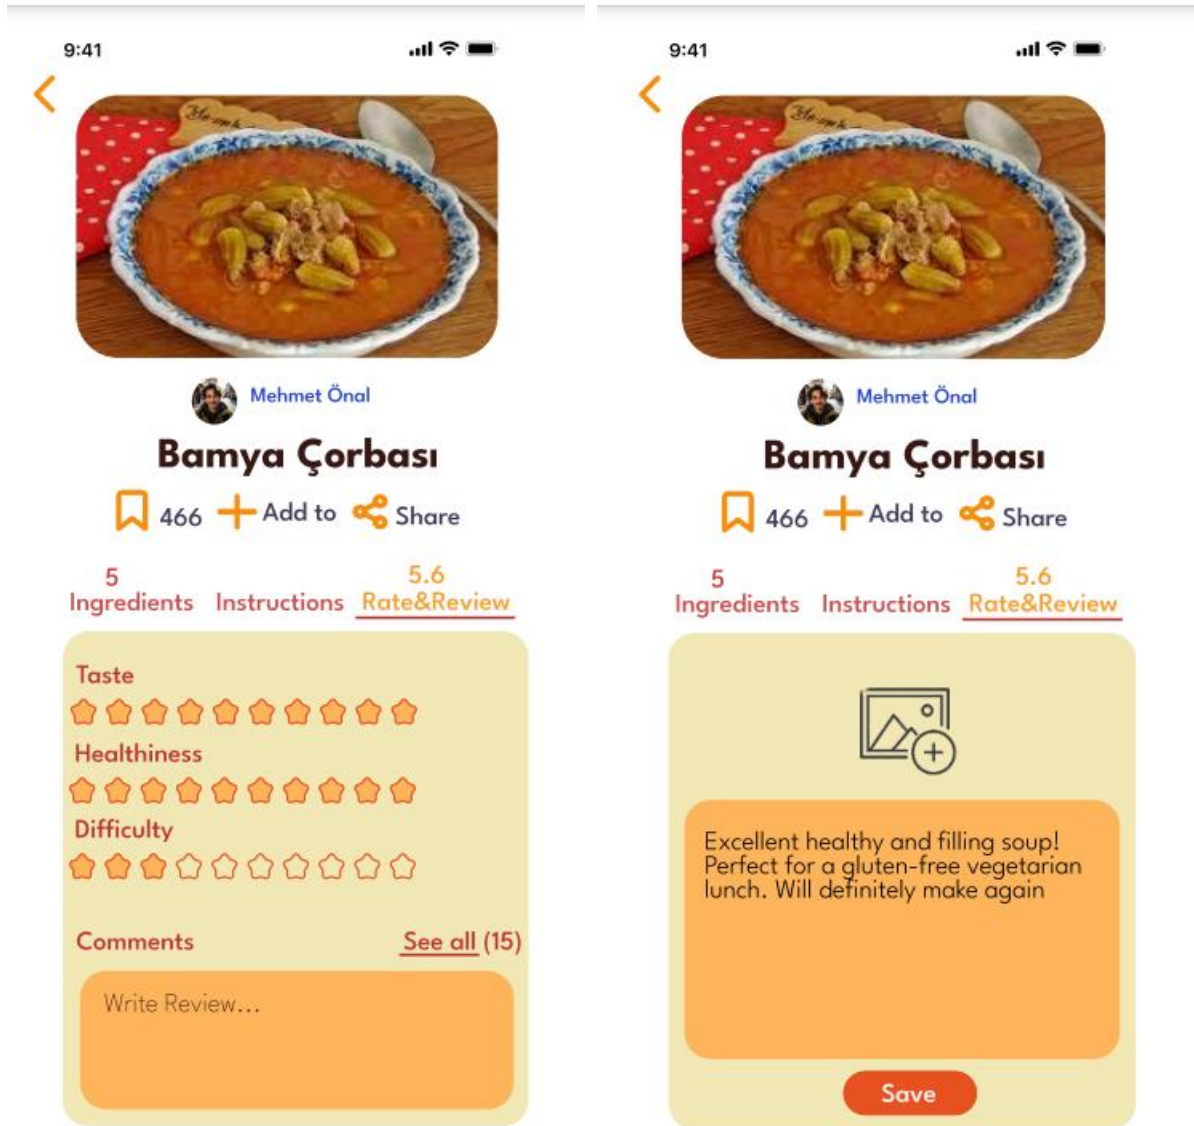 9:41
Mehmet Önal
Bamya Çorbası
466 Add to Share
5
Ingredients
Instructions
5.6
Rate&Review
Taste
Healthiness
Difficulty
Comments See all (15)
Write Review...
9:41
Mehmet Önal
Bamya Çorbası
466 Add to Share
5
Ingredients
Instructions
5.6
Rate&Review
Excellent healthy and filling soup!
Perfect for a gluten-free vegetarian
lunch. Will definitely make again
Save